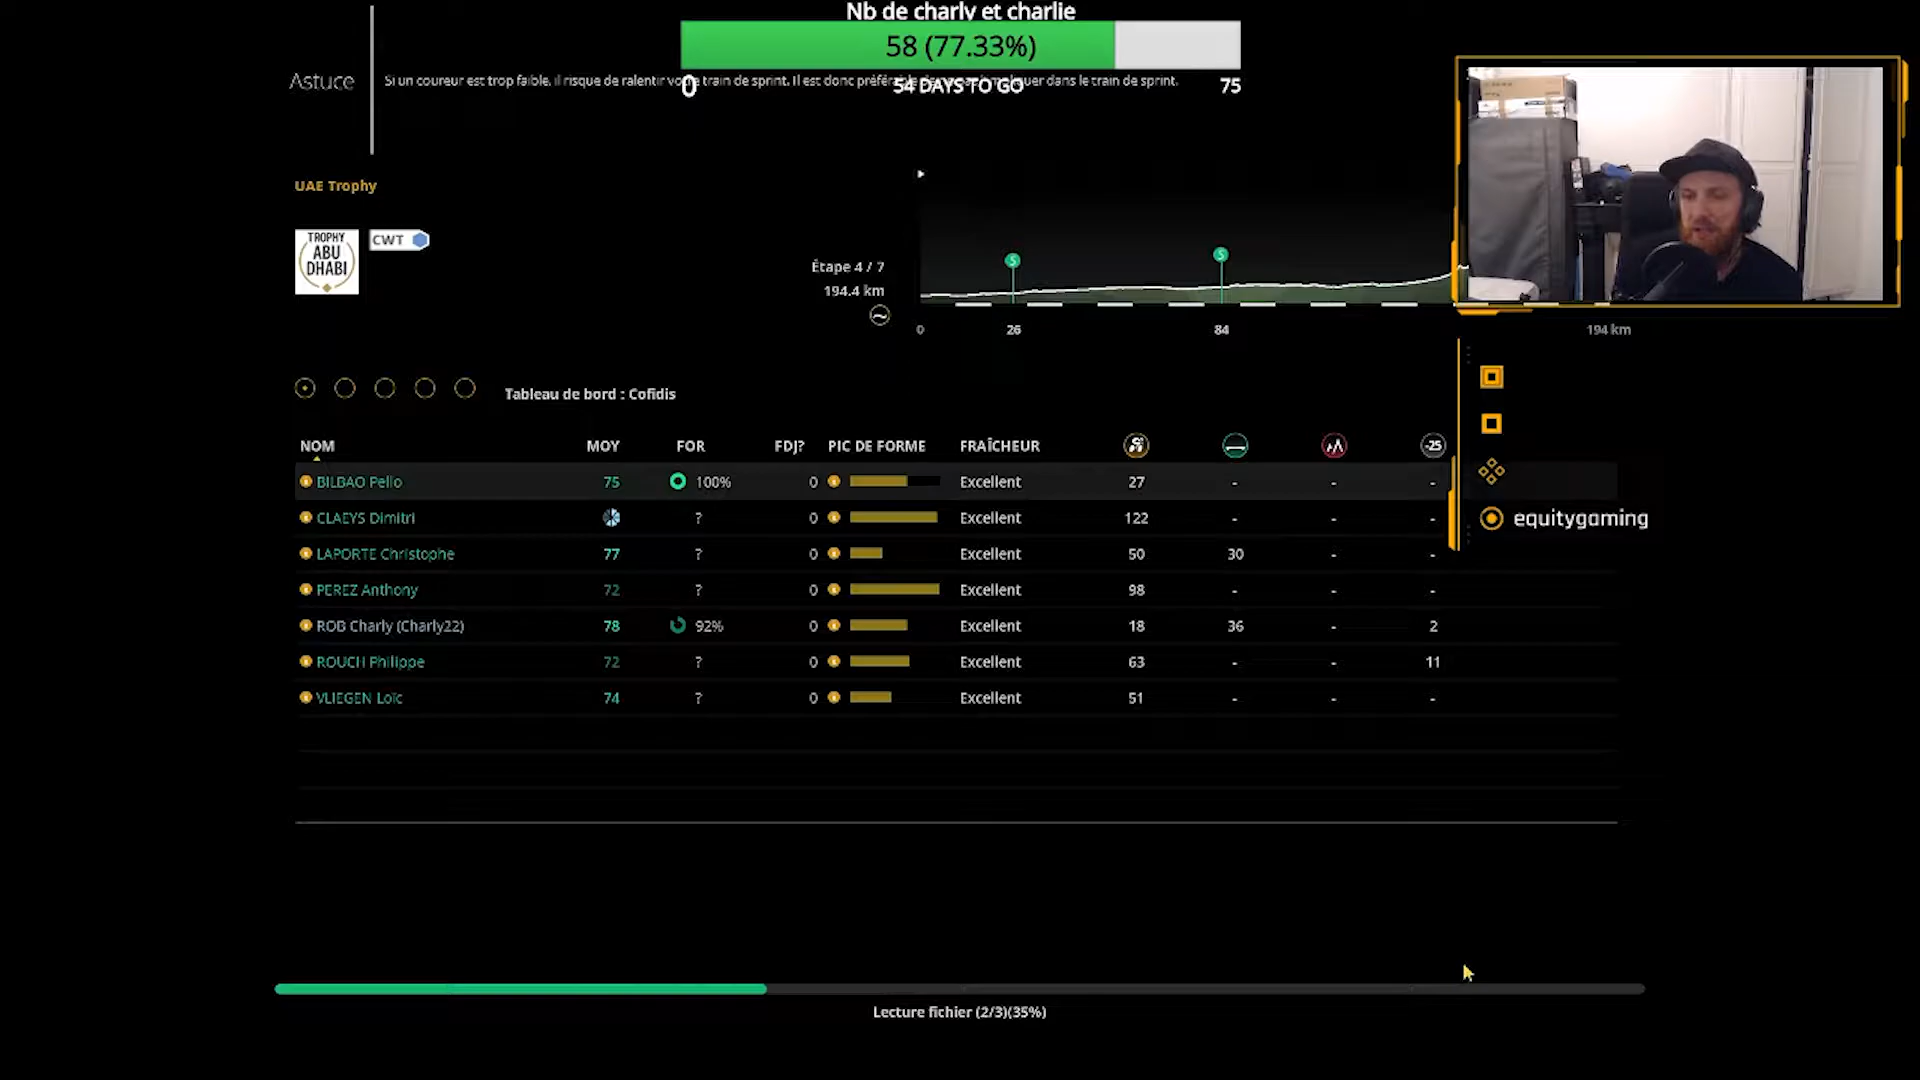 Nb de charly et charlie
58 (77.33%)
0 54 DAYS TO GO 75
Astuce
Si un coureur est trop faible, il risque de ralentir votre train de sprint. Il est donc préférable de ne pas l'impliquer dans le train de sprint.
UAE Trophy
TROPHY
ABU
DHABI
CWT
Étape 4 / 7
194.4 km
S S
0 26 84 194 km
Tableau de bord : Cofidis
NOM MOY FOR FDJ? PIC DE FORME FRAÎCHEUR -25
BILBAO Pello 75 100% 0 Excellent 27 - - -
CLAEYS Dimitri ? 0 Excellent 122 - - -
LAPORTE Christophe 77 ? 0 Excellent 50 30 - -
PEREZ Anthony 72 ? 0 Excellent 98 - - -
ROB Charly (Charly22) 78 92% 0 Excellent 18 36 - 2
ROUCH Philippe 72 ? 0 Excellent 63 - - 11
VLIEGEN Loïc 74 ? 0 Excellent 51 - - -
equitygaming
Lecture fichier (2/3)(35%)